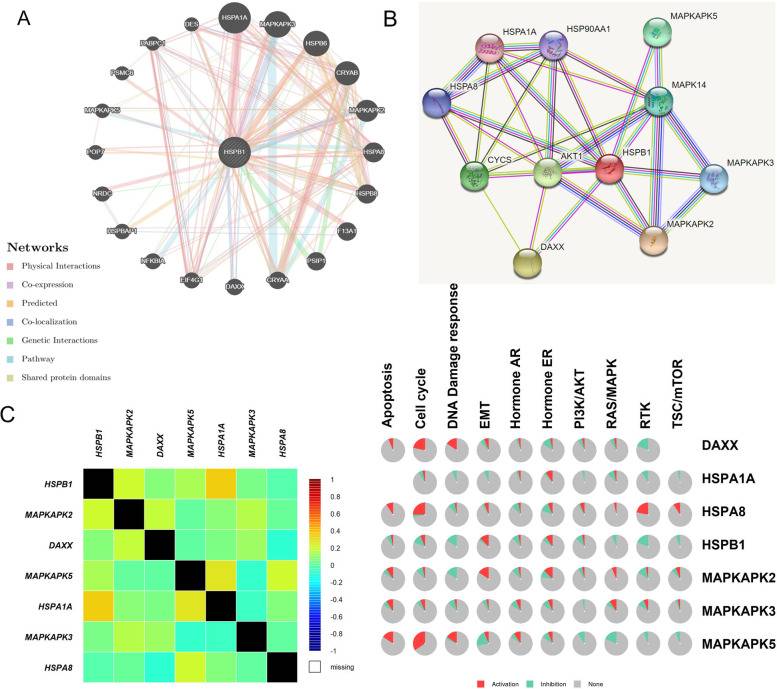 A
HSPA1A
MAPKAPK3
HSPB6
CRYAB
MAPKAPK2
HSPA8
HSPB8
F13A1
PSIP1
CRYAA
DAXX
EIF4G1
NFKBIA
HSPBAP1
NRDC
POP7
MAPKAPK5
PSMC6
PABPC1
DES
HSPB1
Networks
Physical Interactions
Co-expression
Predicted
Co-localization
Genetic Interactions
Pathway
Shared protein domains
B
HSPA1A
HSP90AA1
MAPKAPK5
HSPA8
MAPK14
CYCS
AKT1
HSPB1
MAPKAPK3
MAPKAPK2
DAXX
C
HSPB1
MAPKAPK2
DAXX
MAPKAPK5
HSPA1A
MAPKAPK3
HSPA8
HSPB1
MAPKAPK2
DAXX
MAPKAPK5
HSPA1A
MAPKAPK3
HSPA8
1
0.8
0.6
0.4
0.2
0
-0.2
-0.4
-0.6
-0.8
-1
missing
Apoptosis
Cell cycle
DNA Damage response
EMT
Hormone AR
Hormone ER
PI3K/AKT
RAS/MAPK
RTK
TSC/mTOR
DAXX
HSPA1A
HSPA8
HSPB1
MAPKAPK2
MAPKAPK3
MAPKAPK5
Activation
Inhibition
None